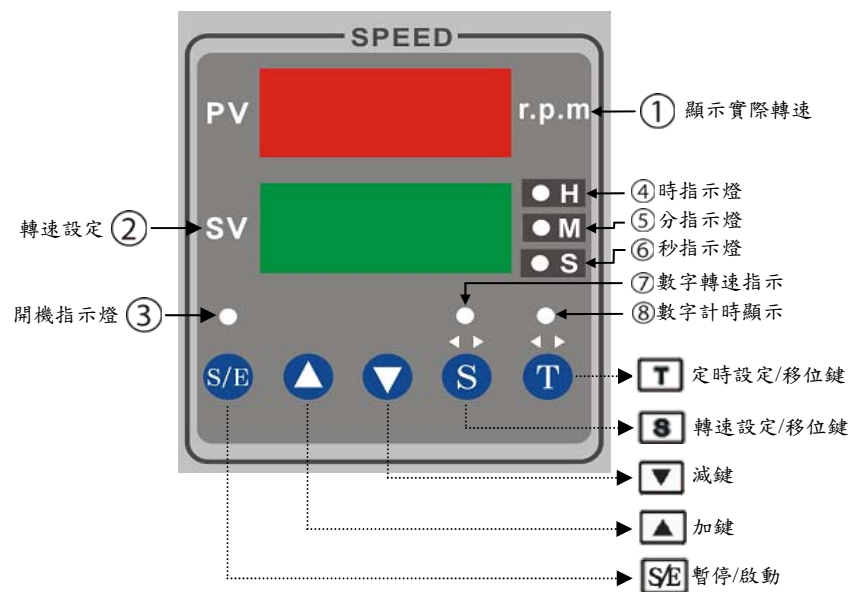 SPEED
PV
r.p.m
① 顯示實際轉速
H
④時指示燈
M
⑤分指示燈
S
⑥秒指示燈
轉速設定 ②
SV
⑦數字轉速指示
開機指示燈 ③
⑧數字計時顯示
S/E
S
T
T 定時設定/移位鍵
S 轉速設定/移位鍵
▼ 減鍵
▲ 加鍵
S/E 暫停/啟動